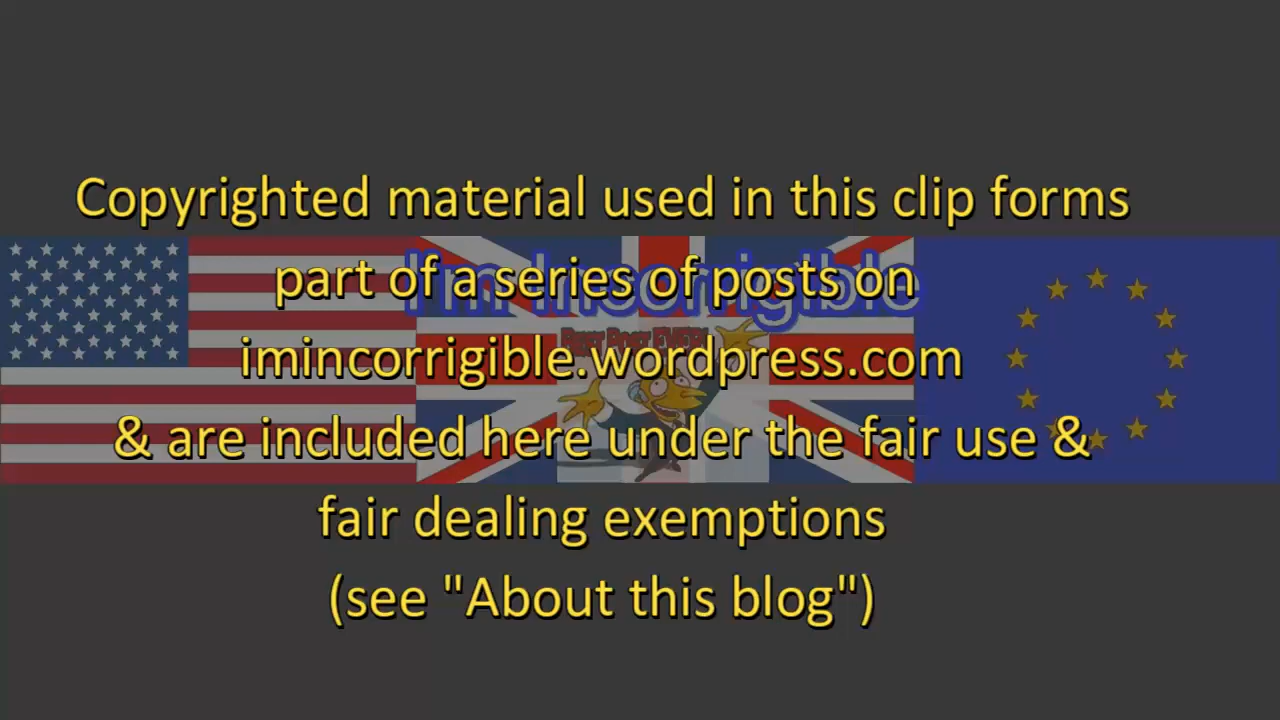 Copyrighted material used in this clip forms
part of a series of posts on
I'm Incorrigible
imincorrigible.wordpress.com
& are included here under the fair use &
fair dealing exemptions
(see "About this blog")